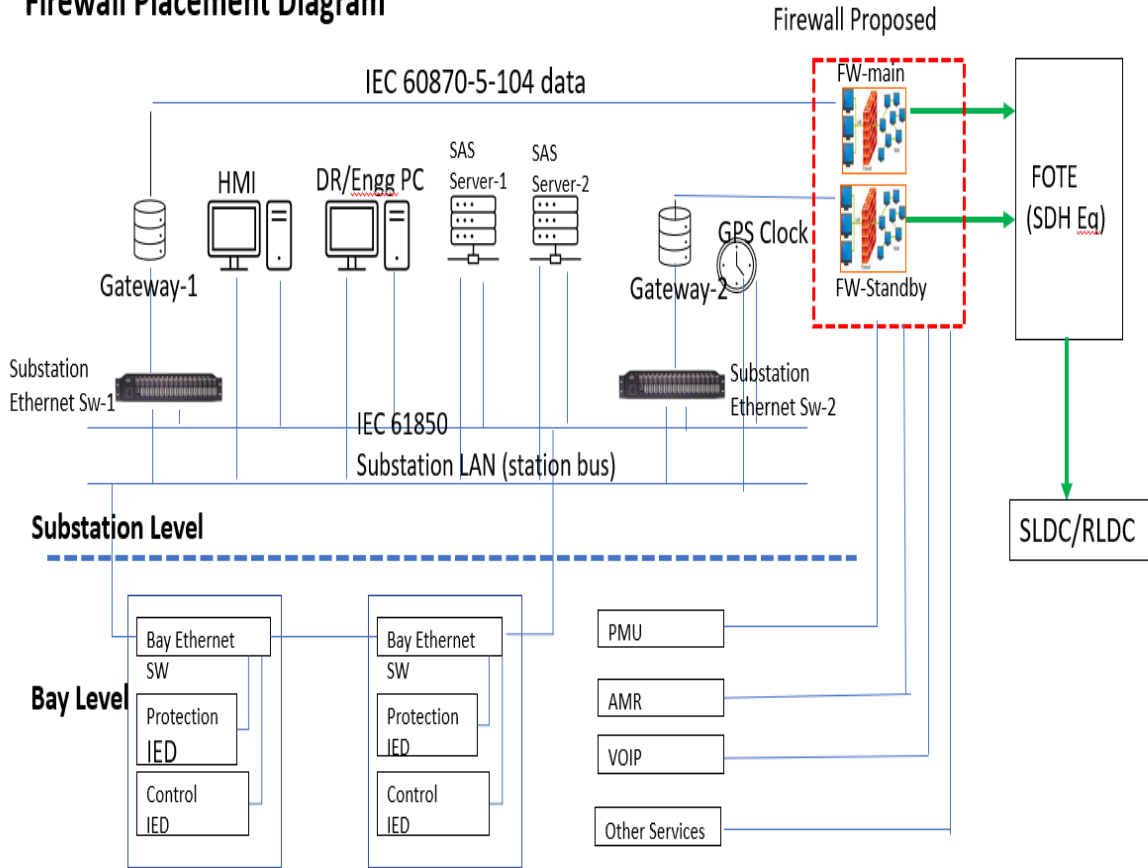 Firewall Placement Diagram
Firewall Proposed
IEC 60870-5-104 data
FW-main
HMI
DR/Engg PC
SAS
Server-1
SAS
Server-2
FOTE
(SDH Eq)
GPS Clock
Gateway-1
Gateway-2
FW-Standby
Substation
Ethernet Sw-1
Substation
Ethernet Sw-2
IEC 61850
Substation LAN (station bus)
Substation Level
SLDC/RLDC
Bay Level
Bay Ethernet
SW
Protection
IED
Control
IED
Bay Ethernet
SW
Protection
IED
Control
IED
PMU
AMR
VOIP
Other Services